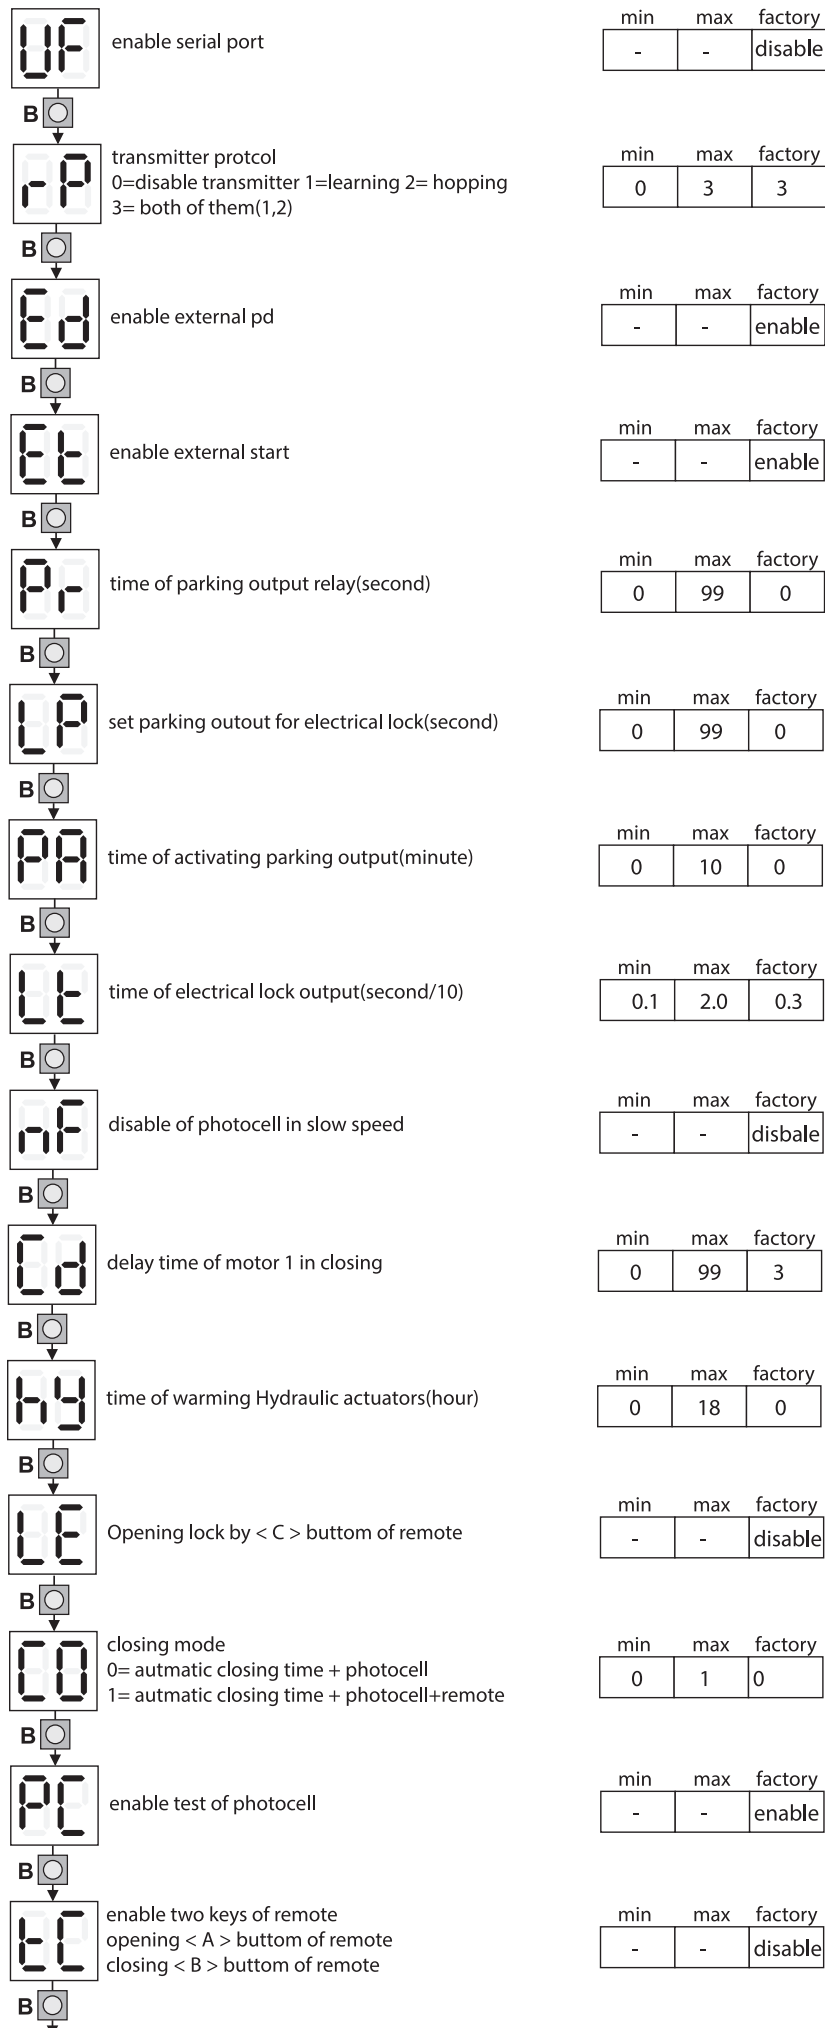 UF
enable serial port
min max factory
- - disable
B
rP
transmitter protcol
0=disable transmitter 1=learning 2= hopping
3= both of them(1,2)
min max factory
0 3 3
B
Ed
enable external pd
min max factory
- - enable
B
Et
enable external start
min max factory
- - enable
B
Pr
time of parking output relay(second)
min max factory
0 99 0
B
LP
set parking outout for electrical lock(second)
min max factory
0 99 0
B
PA
time of activating parking output(minute)
min max factory
0 10 0
B
Lt
time of electrical lock output(second/10)
min max factory
0.1 2.0 0.3
B
nF
disable of photocell in slow speed
min max factory
- - disbale
B
Cd
delay time of motor 1 in closing
min max factory
0 99 3
B
hy
time of warming Hydraulic actuators(hour)
min max factory
0 18 0
B
LE
Opening lock by < C > buttom of remote
min max factory
- - disable
B
CO
closing mode
0= autmatic closing time + photocell
1= autmatic closing time + photocell+remote
min max factory
0 1 0
B
PC
enable test of photocell
min max factory
- - enable
B
tC
enable two keys of remote
opening < A > buttom of remote
closing < B > buttom of remote
min max factory
- - disable
B